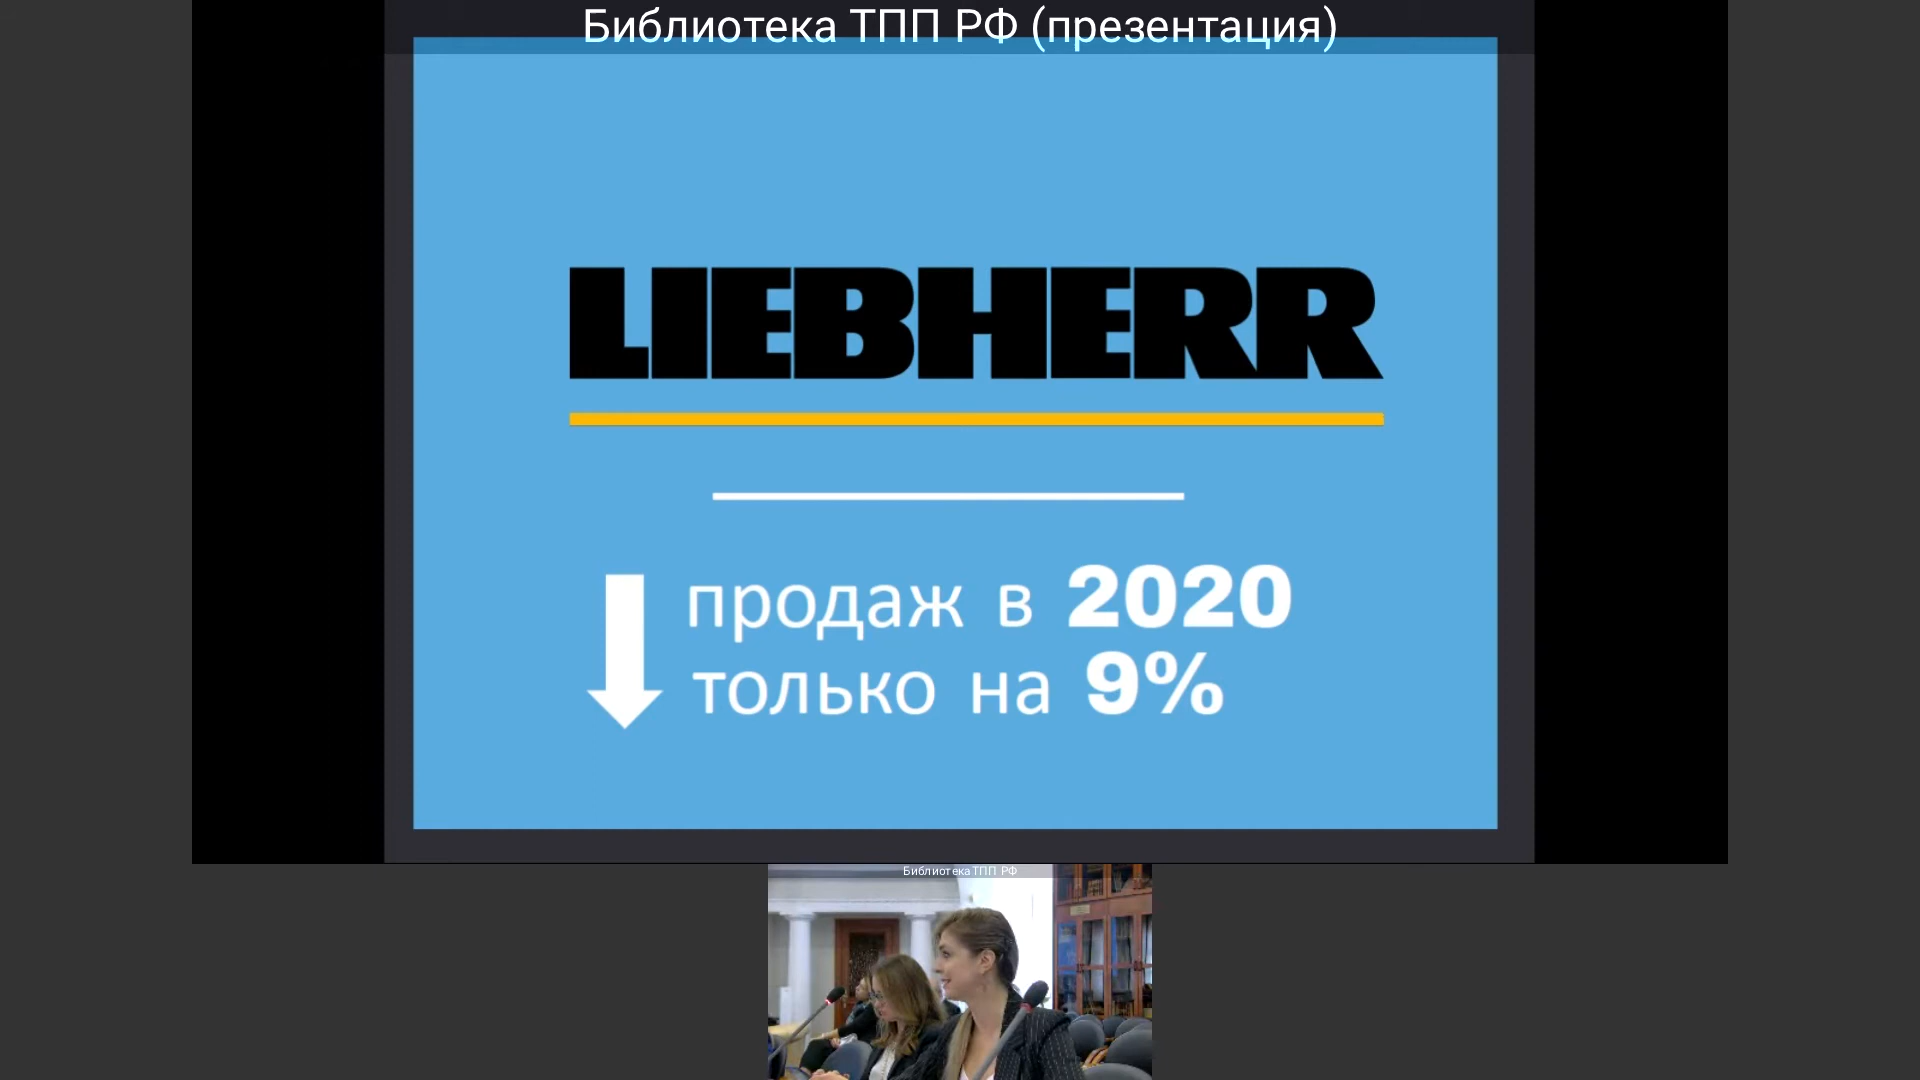 Библиотека ТПП РФ (презентация)
LIEBHERR
продаж в 2020
только на 9%
Библиотека ТПП РФ